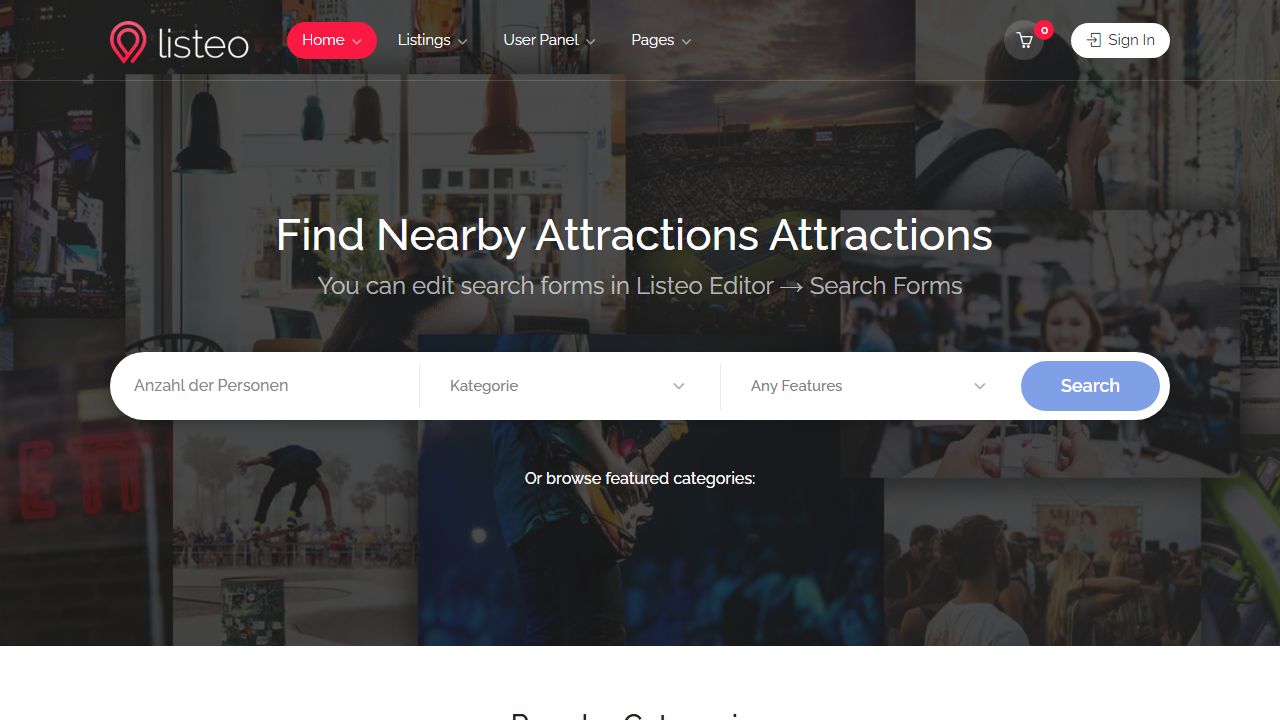 listeo
Home
Listings
User Panel
Pages
0
Sign In
Find Nearby Attractions Attractions
You can edit search forms in Listeo Editor → Search Forms
Anzahl der Personen
Kategorie
Any Features
Search
Or browse featured categories: